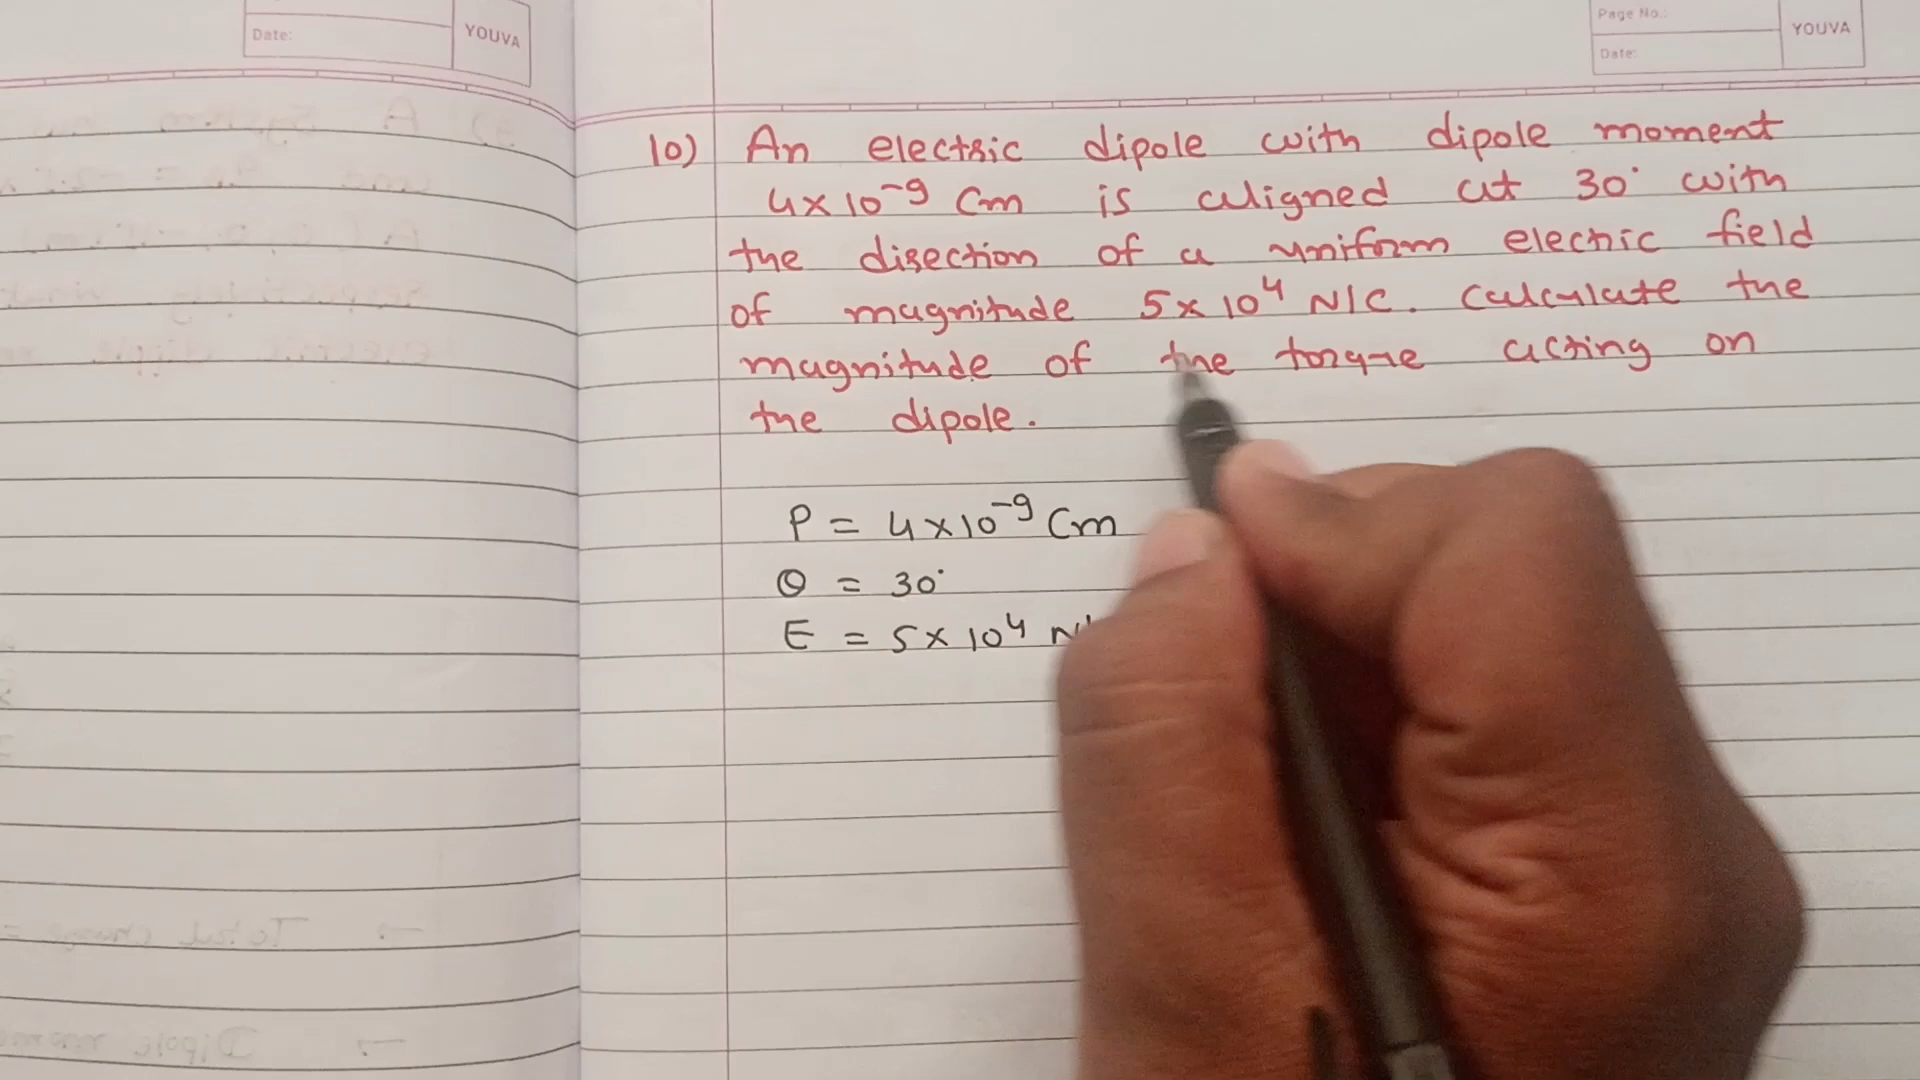 Date:
YOUVA
Page No.:
YOUVA
Date:
10) An electric dipole with dipole moment
4×10⁻⁹ Cm is aligned at 30° with
the direction of a uniform electric field
of magnitude 5×10⁴ N/C. Calculate the
magnitude of the torque acting on
the dipole.
P = 4×10⁻⁹ Cm
θ = 30°
E = 5×10⁴ N